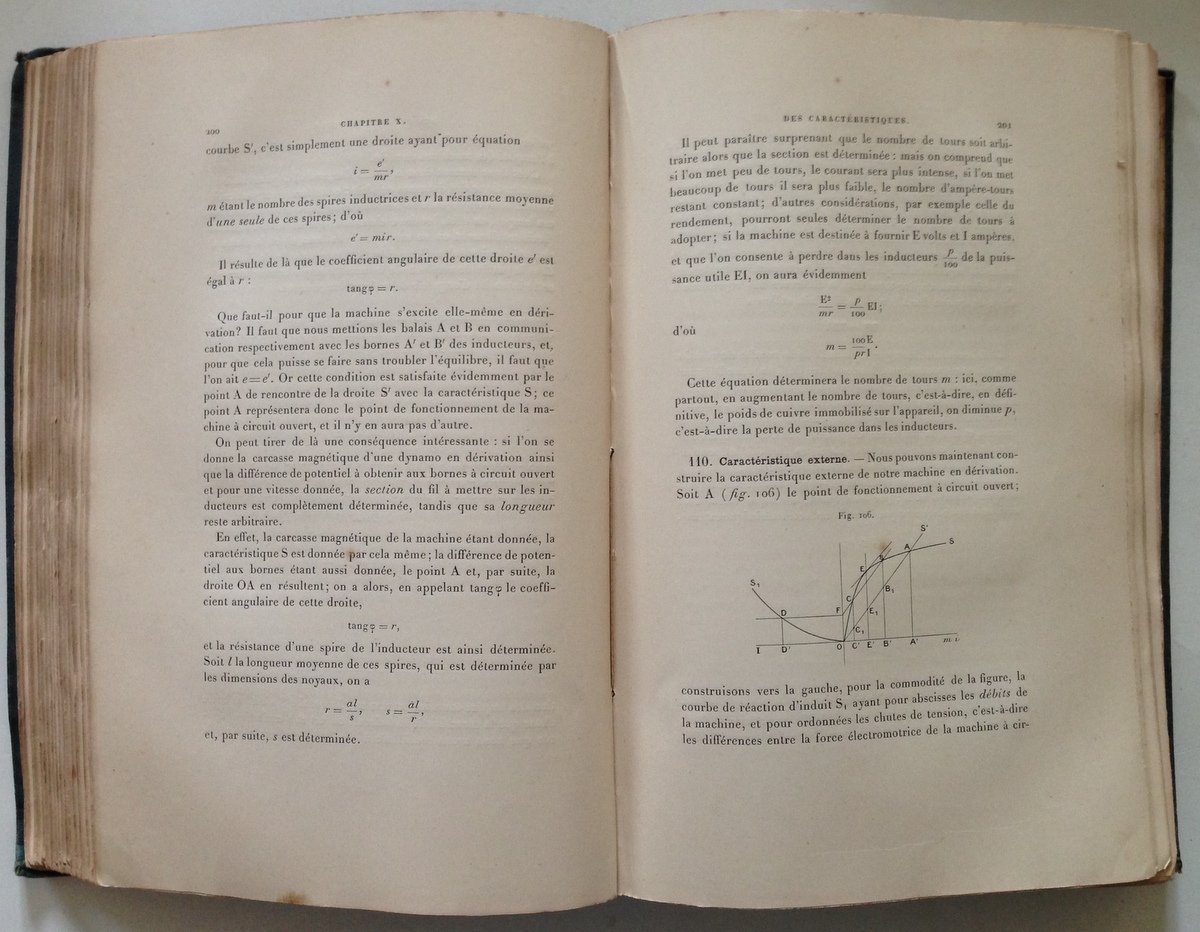 200
CHAPITRE X.
courbe S′, c'est simplement une droite ayant pour équation
i = e′/mr,
m étant le nombre des spires inductrices et r la résistance moyenne
d'une seule de ces spires; d'où
e′ = mir.
Il résulte de là que le coefficient angulaire de cette droite e′ est
égal à r :
tang φ = r.
Que faut-il pour que la machine s'excite elle-même en déri-
vation? Il faut que nous mettions les balais A et B en communi-
cation respectivement avec les bornes A′ et B′ des inducteurs, et,
pour que cela puisse se faire sans troubler l'équilibre, il faut que
l'on ait e = e′. Or cette condition est satisfaite évidemment par le
point A de rencontre de la droite S′ avec la caractéristique S; ce
point A représentera donc le point de fonctionnement de la ma-
chine à circuit ouvert, et il n'y en aura pas d'autre.
On peut tirer de là une conséquence intéressante : si l'on se
donne la carcasse magnétique d'une dynamo en dérivation ainsi
que la différence de potentiel à obtenir aux bornes à circuit ouvert
et pour une vitesse donnée, la section du fil à mettre sur les in-
ducteurs est complètement déterminée, tandis que sa longueur
reste arbitraire.
En effet, la carcasse magnétique de la machine étant donnée, la
caractéristique S est donnée par cela même; la différence de poten-
tiel aux bornes étant aussi donnée, le point A et, par suite, la
droite OA en résultent; on a alors, en appelant tang φ le coeffi-
cient angulaire de cette droite,
tang φ = r,
et la résistance d'une spire de l'inducteur est ainsi déterminée.
Soit l la longueur moyenne de ces spires, qui est déterminée par
les dimensions des noyaux, on a
r = al/s, s = al/r,
et, par suite, s est déterminée.
DES CARACTÉRISTIQUES.
201
Il peut paraître surprenant que le nombre de tours soit arbi-
traire alors que la section est déterminée : mais on comprend que
si l'on met peu de tours, le courant sera plus intense, si l'on met
beaucoup de tours il sera plus faible, le nombre d'ampère-tours
restant constant; d'autres considérations, par exemple celle du
rendement, pourront seules déterminer le nombre de tours à
adopter; si la machine est destinée à fournir E volts et I ampères,
et que l'on consente à perdre dans les inducteurs p/100 de la puis-
sance utile EI, on aura évidemment
E²/mr = p/100 EI;
d'où
m = 100E/prI.
Cette équation déterminera le nombre de tours m : ici, comme
partout, en augmentant le nombre de tours, c'est-à-dire, en défi-
nitive, le poids de cuivre immobilisé sur l'appareil, on diminue p,
c'est-à-dire la perte de puissance dans les inducteurs.
110. Caractéristique externe. — Nous pouvons maintenant con-
struire la caractéristique externe de notre machine en dérivation.
Soit A (fig. 106) le point de fonctionnement à circuit ouvert;
Fig. 106.
S′
S
A
B
E
S₁
B₁
C
D
F
E₁
C₁
I D′ O C′ E′ B′ A′ m i
construisons vers la gauche, pour la commodité de la figure, la
courbe de réaction d'induit S₁ ayant pour abscisses les débits de
la machine, et pour ordonnées les chutes de tension, c'est-à-dire
les différences entre la force électromotrice de la machine à cir-